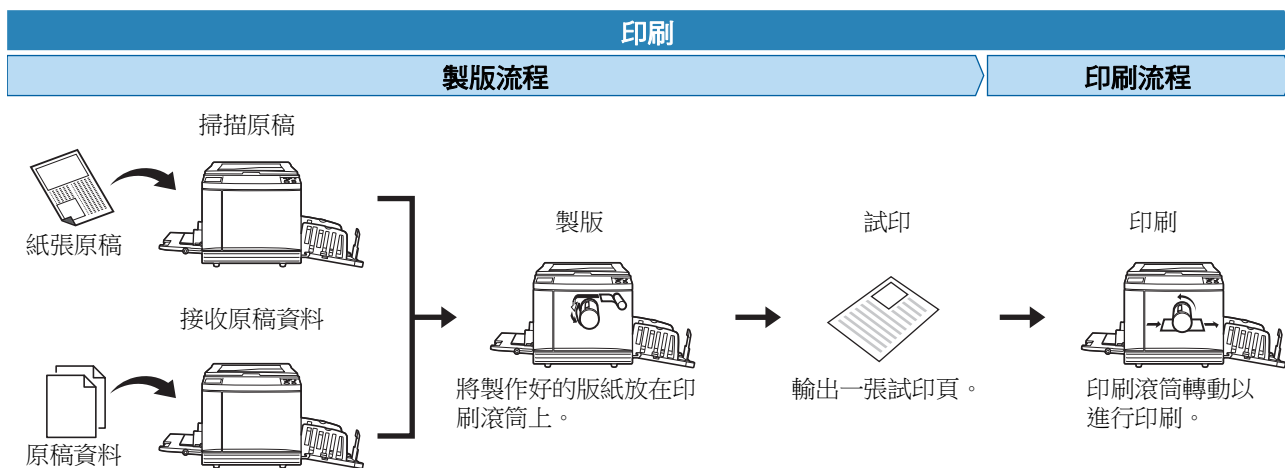 印刷
製版流程
印刷流程
掃描原稿
紙張原稿
接收原稿資料
原稿資料
製版
將製作好的版紙放在印
刷滾筒上。
試印
輸出一張試印頁。
印刷
印刷滾筒轉動以
進行印刷。